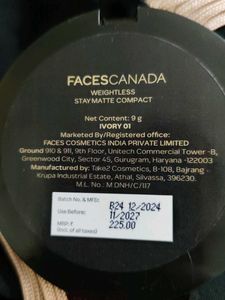 FACESCANADA
WEIGHTLESS
STAY MATTE COMPACT
Net Content: 9 g
IVORY 01
Marketed By/Registered office:
FACES COSMETICS INDIA PRIVATE LIMITED
Ground 910 & 911, 9th Floor, Unitech Commercial Tower -B,
Greenwood City, Sector 45, Gurugram, Haryana -122003
Manufactured by: Take2 Cosmetics, B-18, Bajrang
Krupa Industrial Estate, Athal, Silvassa, 396230.
M.L. No.: M DNH/C/117
Batch No. & MFD: B24 12/2024
Use Before: 11/2027
MRP: ₹ 225.00
(incl. of all taxes)